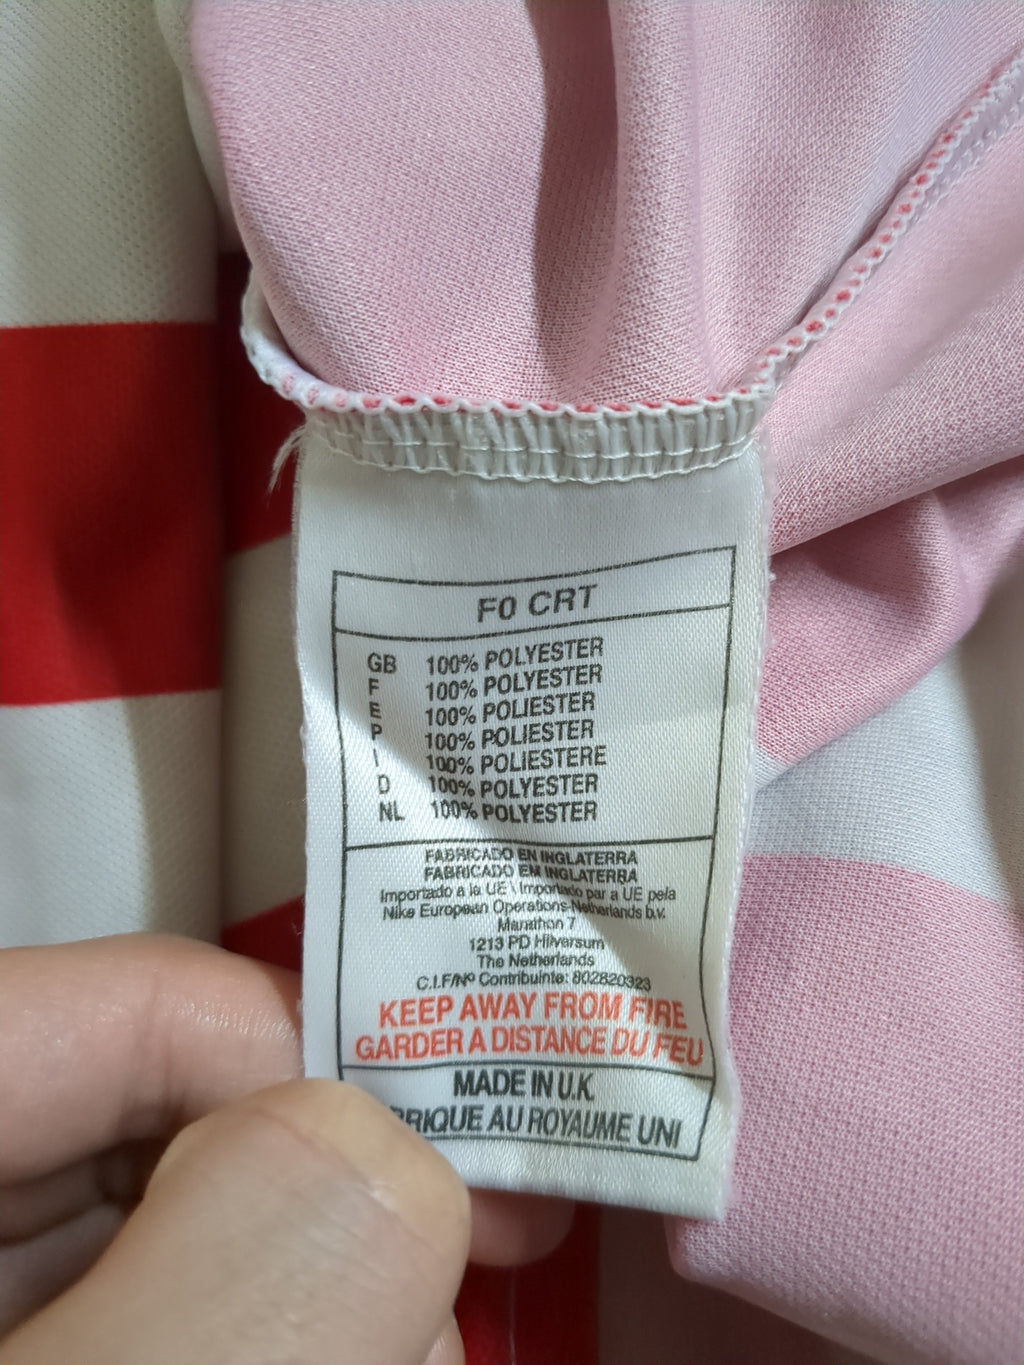 F0 CRT
GB 100% POLYESTER
F 100% POLYESTER
E 100% POLIESTER
P 100% POLIESTER
I 100% POLIESTERE
D 100% POLYESTER
NL 100% POLYESTER
FABRICADO EN INGLATERRA
FABRICADO EM INGLATERRA
Importado a la UE \ Importado par a UE pela
Nike European Operations-Netherlands b.v.
Marathon 7
1213 PD Hilversum
The Netherlands
C.I.F/Nº Contribuinte: 802820323
KEEP AWAY FROM FIRE
GARDER A DISTANCE DU FEU
MADE IN U.K
BRIQUE AU ROYAUME UNI